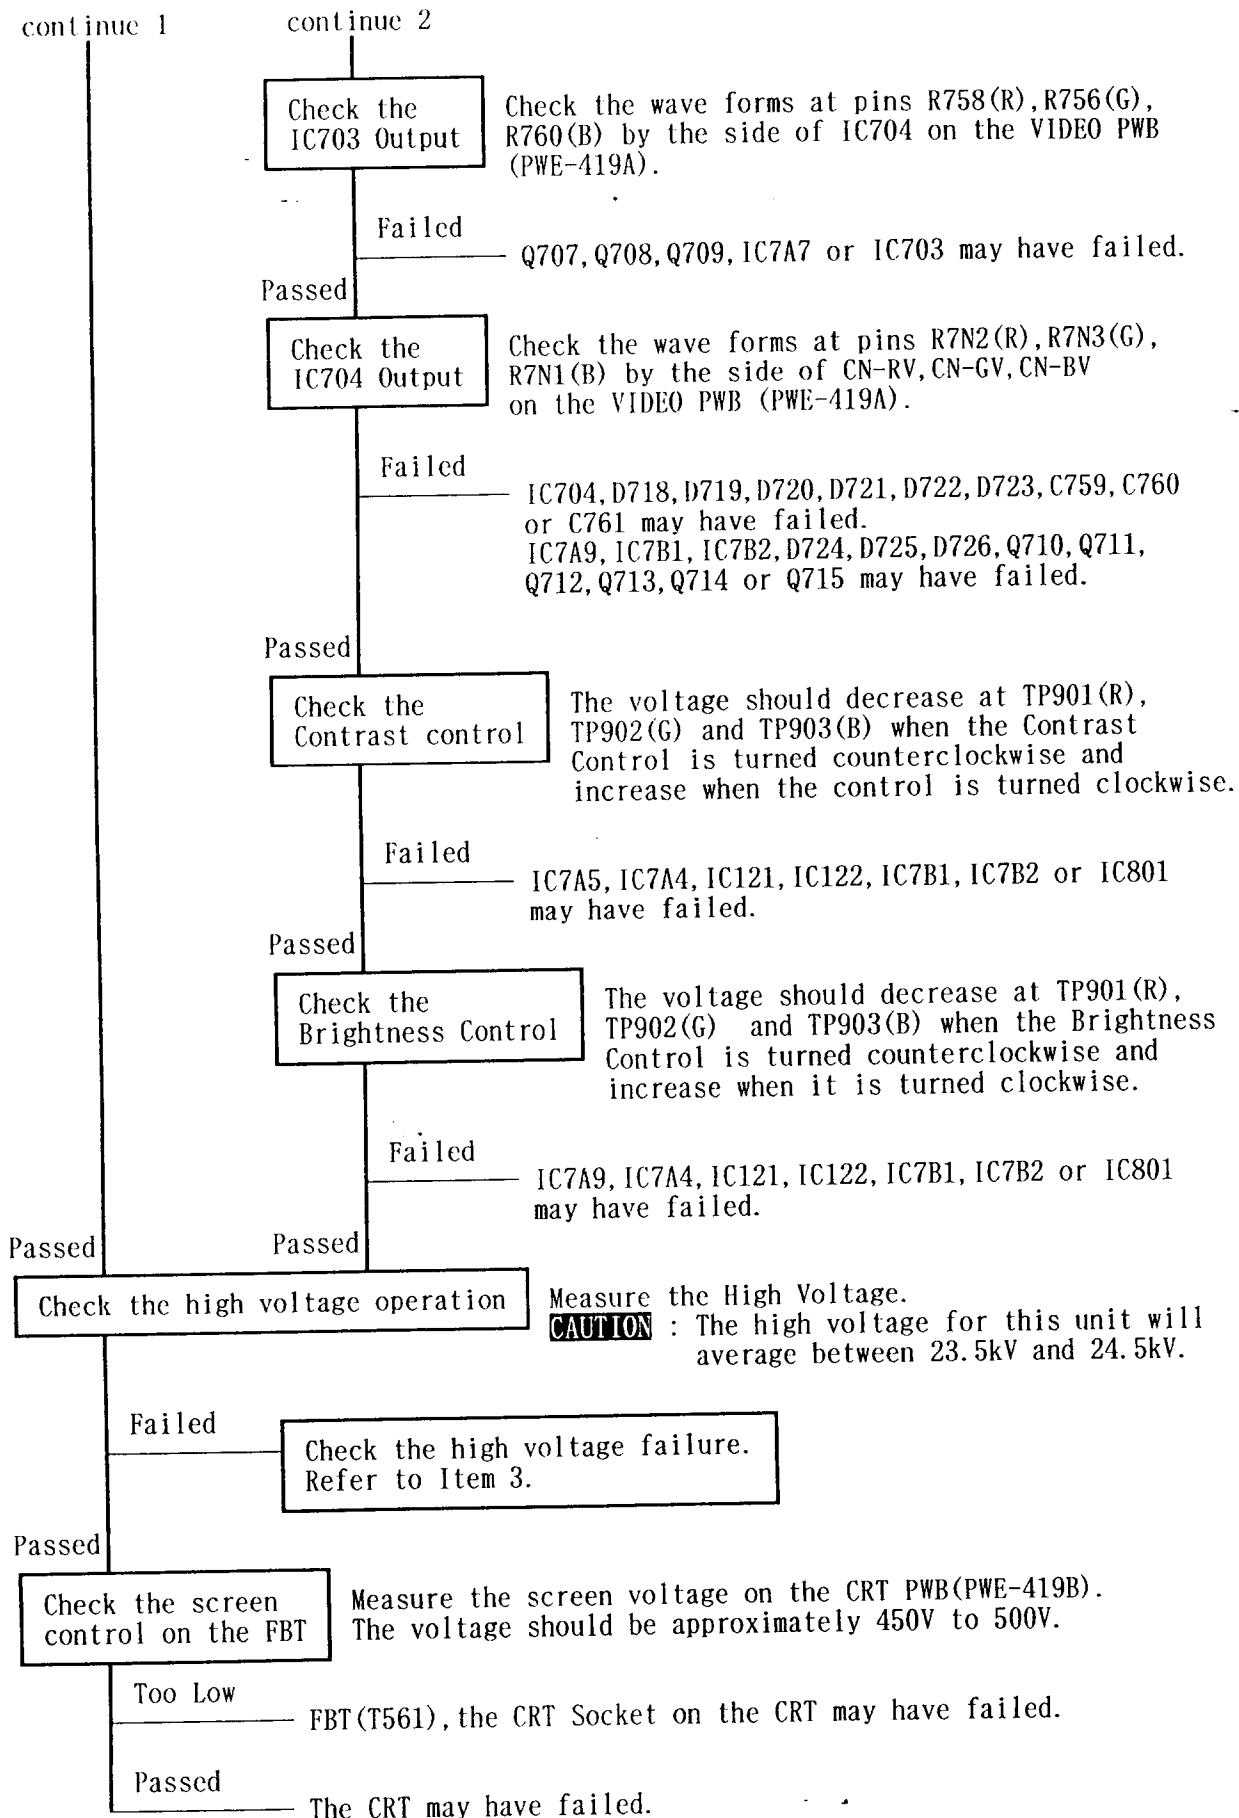 continue 1
continue 2
Check the
IC703 Output
Check the wave forms at pins R758(R),R756(G),
R760(B) by the side of IC704 on the VIDEO PWB
(PWE-419A).
Failed
Q707,Q708,Q709,IC7A7 or IC703 may have failed.
Passed
Check the
IC704 Output
Check the wave forms at pins R7N2(R),R7N3(G),
R7N1(B) by the side of CN-RV,CN-GV,CN-BV
on the VIDEO PWB (PWE-419A).
Failed
IC704,D718,D719,D720,D721,D722,D723,C759,C760
or C761 may have failed.
IC7A9,IC7B1,IC7B2,D724,D725,D726,Q710,Q711,
Q712,Q713,Q714 or Q715 may have failed.
Passed
Check the
Contrast control
The voltage should decrease at TP901(R),
TP902(G) and TP903(B) when the Contrast
Control is turned counterclockwise and
increase when the control is turned clockwise.
Failed
IC7A5,IC7A4,IC121,IC122,IC7B1,IC7B2 or IC801
may have failed.
Passed
Check the
Brightness Control
The voltage should decrease at TP901(R),
TP902(G) and TP903(B) when the Brightness
Control is turned counterclockwise and
increase when it is turned clockwise.
Failed
IC7A9,IC7A4,IC121,IC122,IC7B1,IC7B2 or IC801
may have failed.
Passed
Passed
Check the high voltage operation
Measure the High Voltage.
CAUTION : The high voltage for this unit will
average between 23.5kV and 24.5kV.
Failed
Check the high voltage failure.
Refer to Item 3.
Passed
Check the screen
control on the FBT
Measure the screen voltage on the CRT PWB(PWE-419B).
The voltage should be approximately 450V to 500V.
Too Low
FBT(T561),the CRT Socket on the CRT may have failed.
Passed
The CRT may have failed.